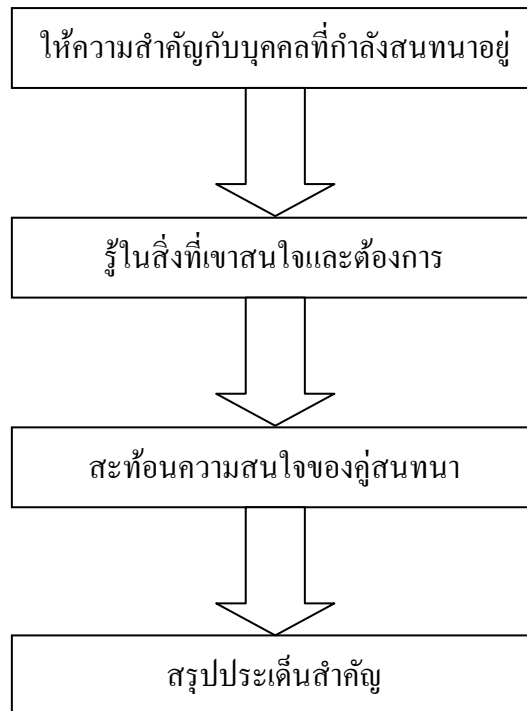 ให้ความสำคัญกับบุคคลที่กำลังสนทนาอยู่
รู้ในสิ่งที่เขาสนใจและต้องการ
สะท้อนความสนใจของคู่สนทนา
สรุปประเด็นสำคัญ